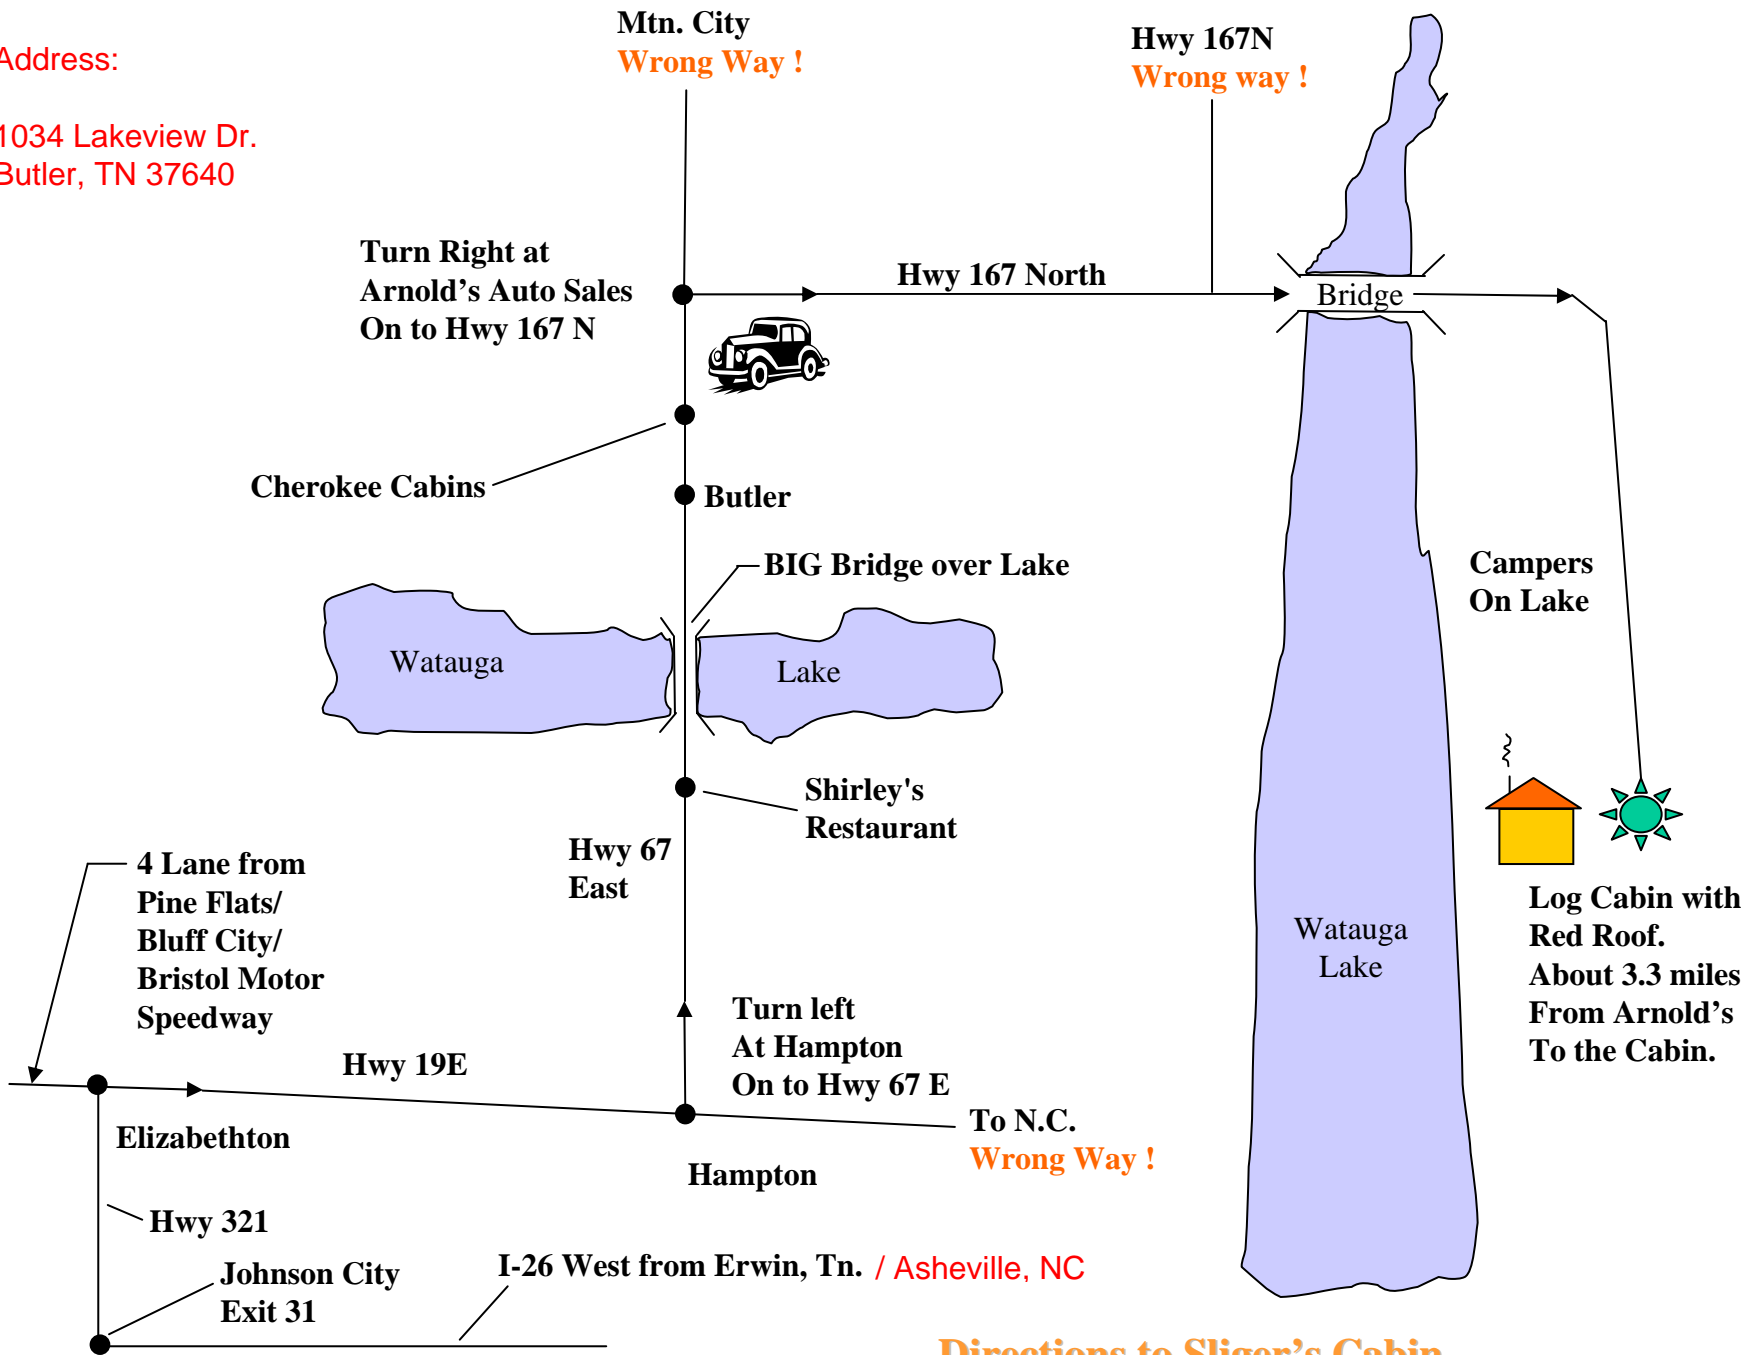 Mtn. City
Wrong Way !
Hwy 167N
Wrong way !
Address:
1034 Lakeview Dr.
Butler, TN 37640
Turn Right at
Arnold’s Auto Sales
On to Hwy 167 N
Hwy 167 North
Bridge
Cherokee Cabins
Butler
BIG Bridge over Lake
Campers
On Lake
Watauga
Lake
Shirley's
Restaurant
Hwy 67
East
4 Lane from
Pine Flats/
Bluff City/
Bristol Motor
Speedway
Log Cabin with
Red Roof.
About 3.3 miles
From Arnold’s
To the Cabin.
Watauga
Lake
Turn left
At Hampton
On to Hwy 67 E
Hwy 19E
To N.C.
Wrong Way !
Elizabethton
Hampton
Hwy 321
Johnson City
Exit 31
I-26 West from Erwin, Tn. / Asheville, NC
Directions to Sliger’s Cabin